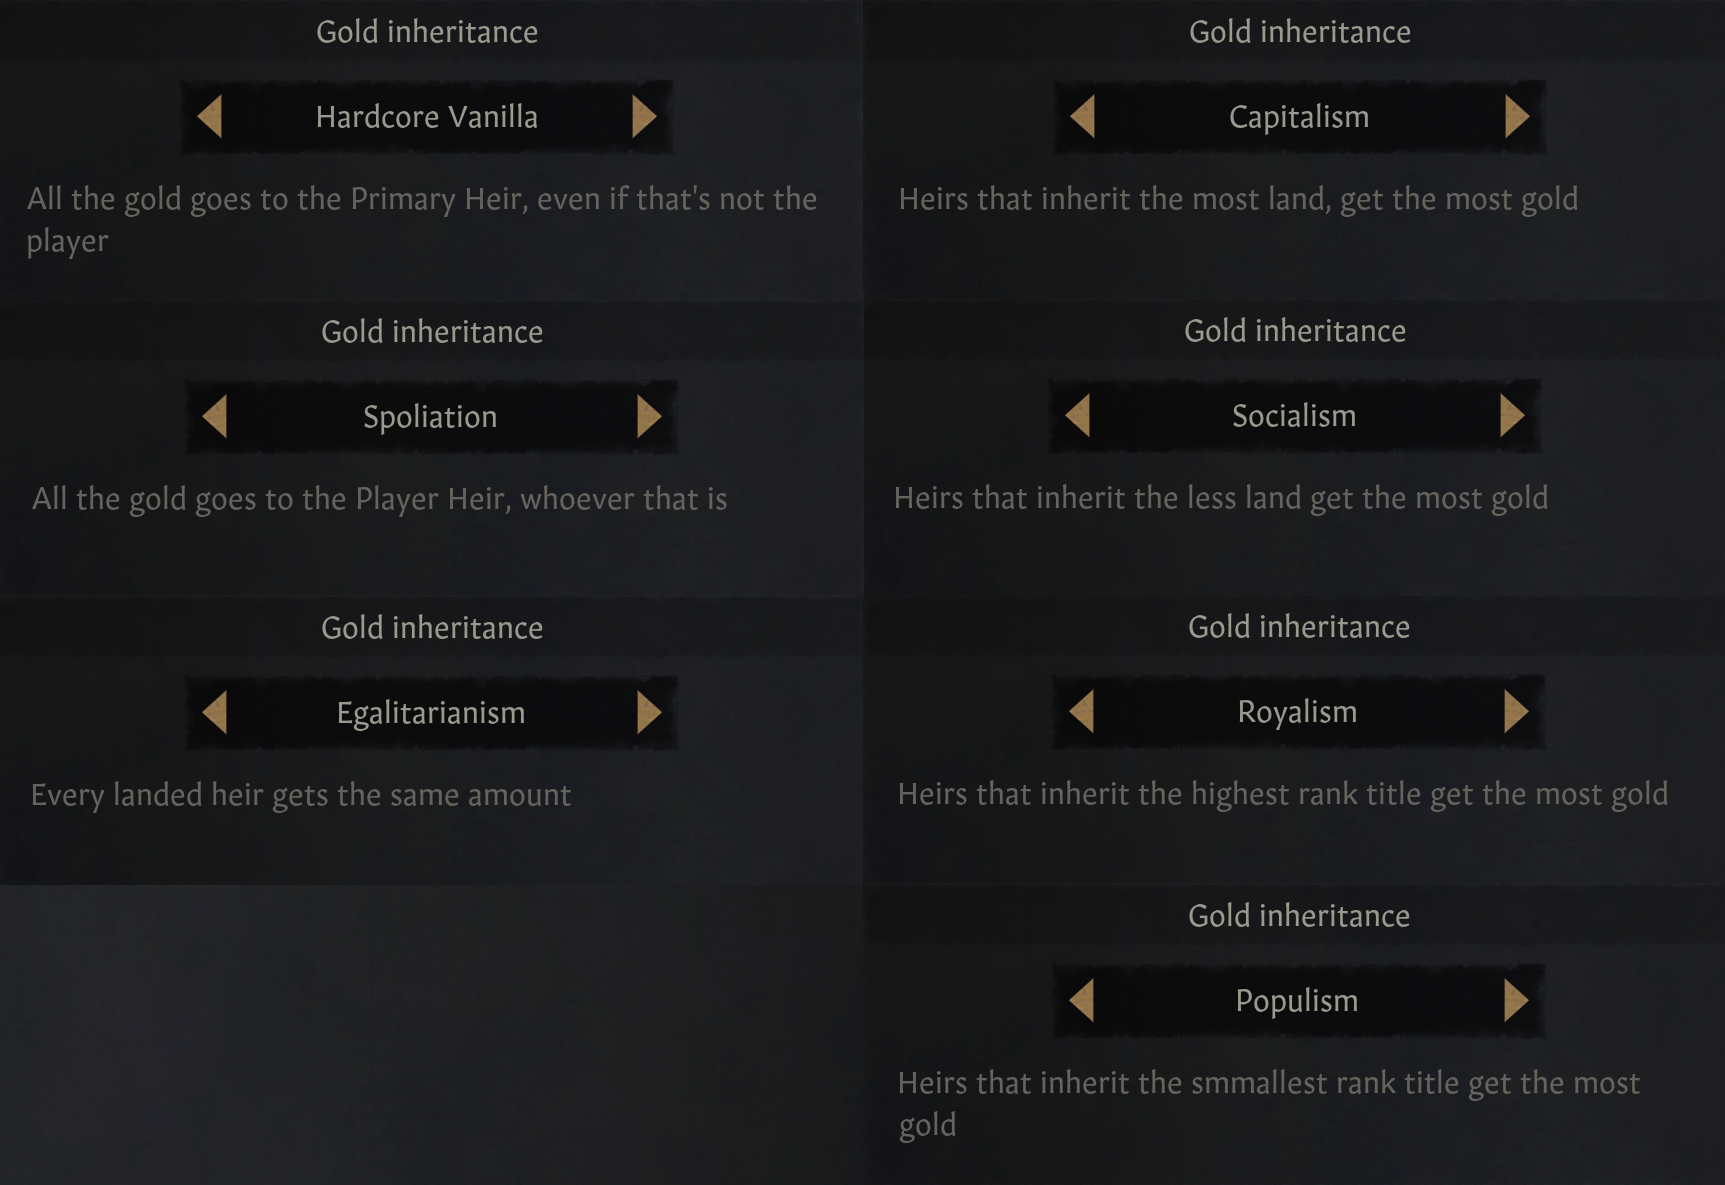 Gold inheritance
Hardcore Vanilla
All the gold goes to the Primary Heir, even if that's not the
player
Gold inheritance
Capitalism
Heirs that inherit the most land, get the most gold
Gold inheritance
Spoliation
All the gold goes to the Player Heir, whoever that is
Gold inheritance
Socialism
Heirs that inherit the less land get the most gold
Gold inheritance
Egalitarianism
Every landed heir gets the same amount
Gold inheritance
Royalism
Heirs that inherit the highest rank title get the most gold
Gold inheritance
Populism
Heirs that inherit the smmallest rank title get the most
gold